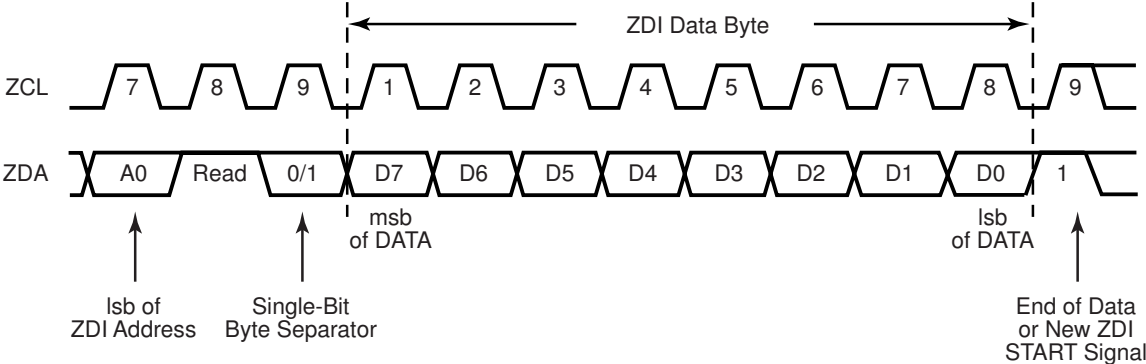 ZDI Data Byte
ZCL 7 8 9 1 2 3 4 5 6 7 8 9
ZDA A0 Read 0/1 D7 D6 D5 D4 D3 D2 D1 D0 1
msb
of DATA
lsb
of DATA
lsb of
ZDI Address
Single-Bit
Byte Separator
End of Data
or New ZDI
START Signal